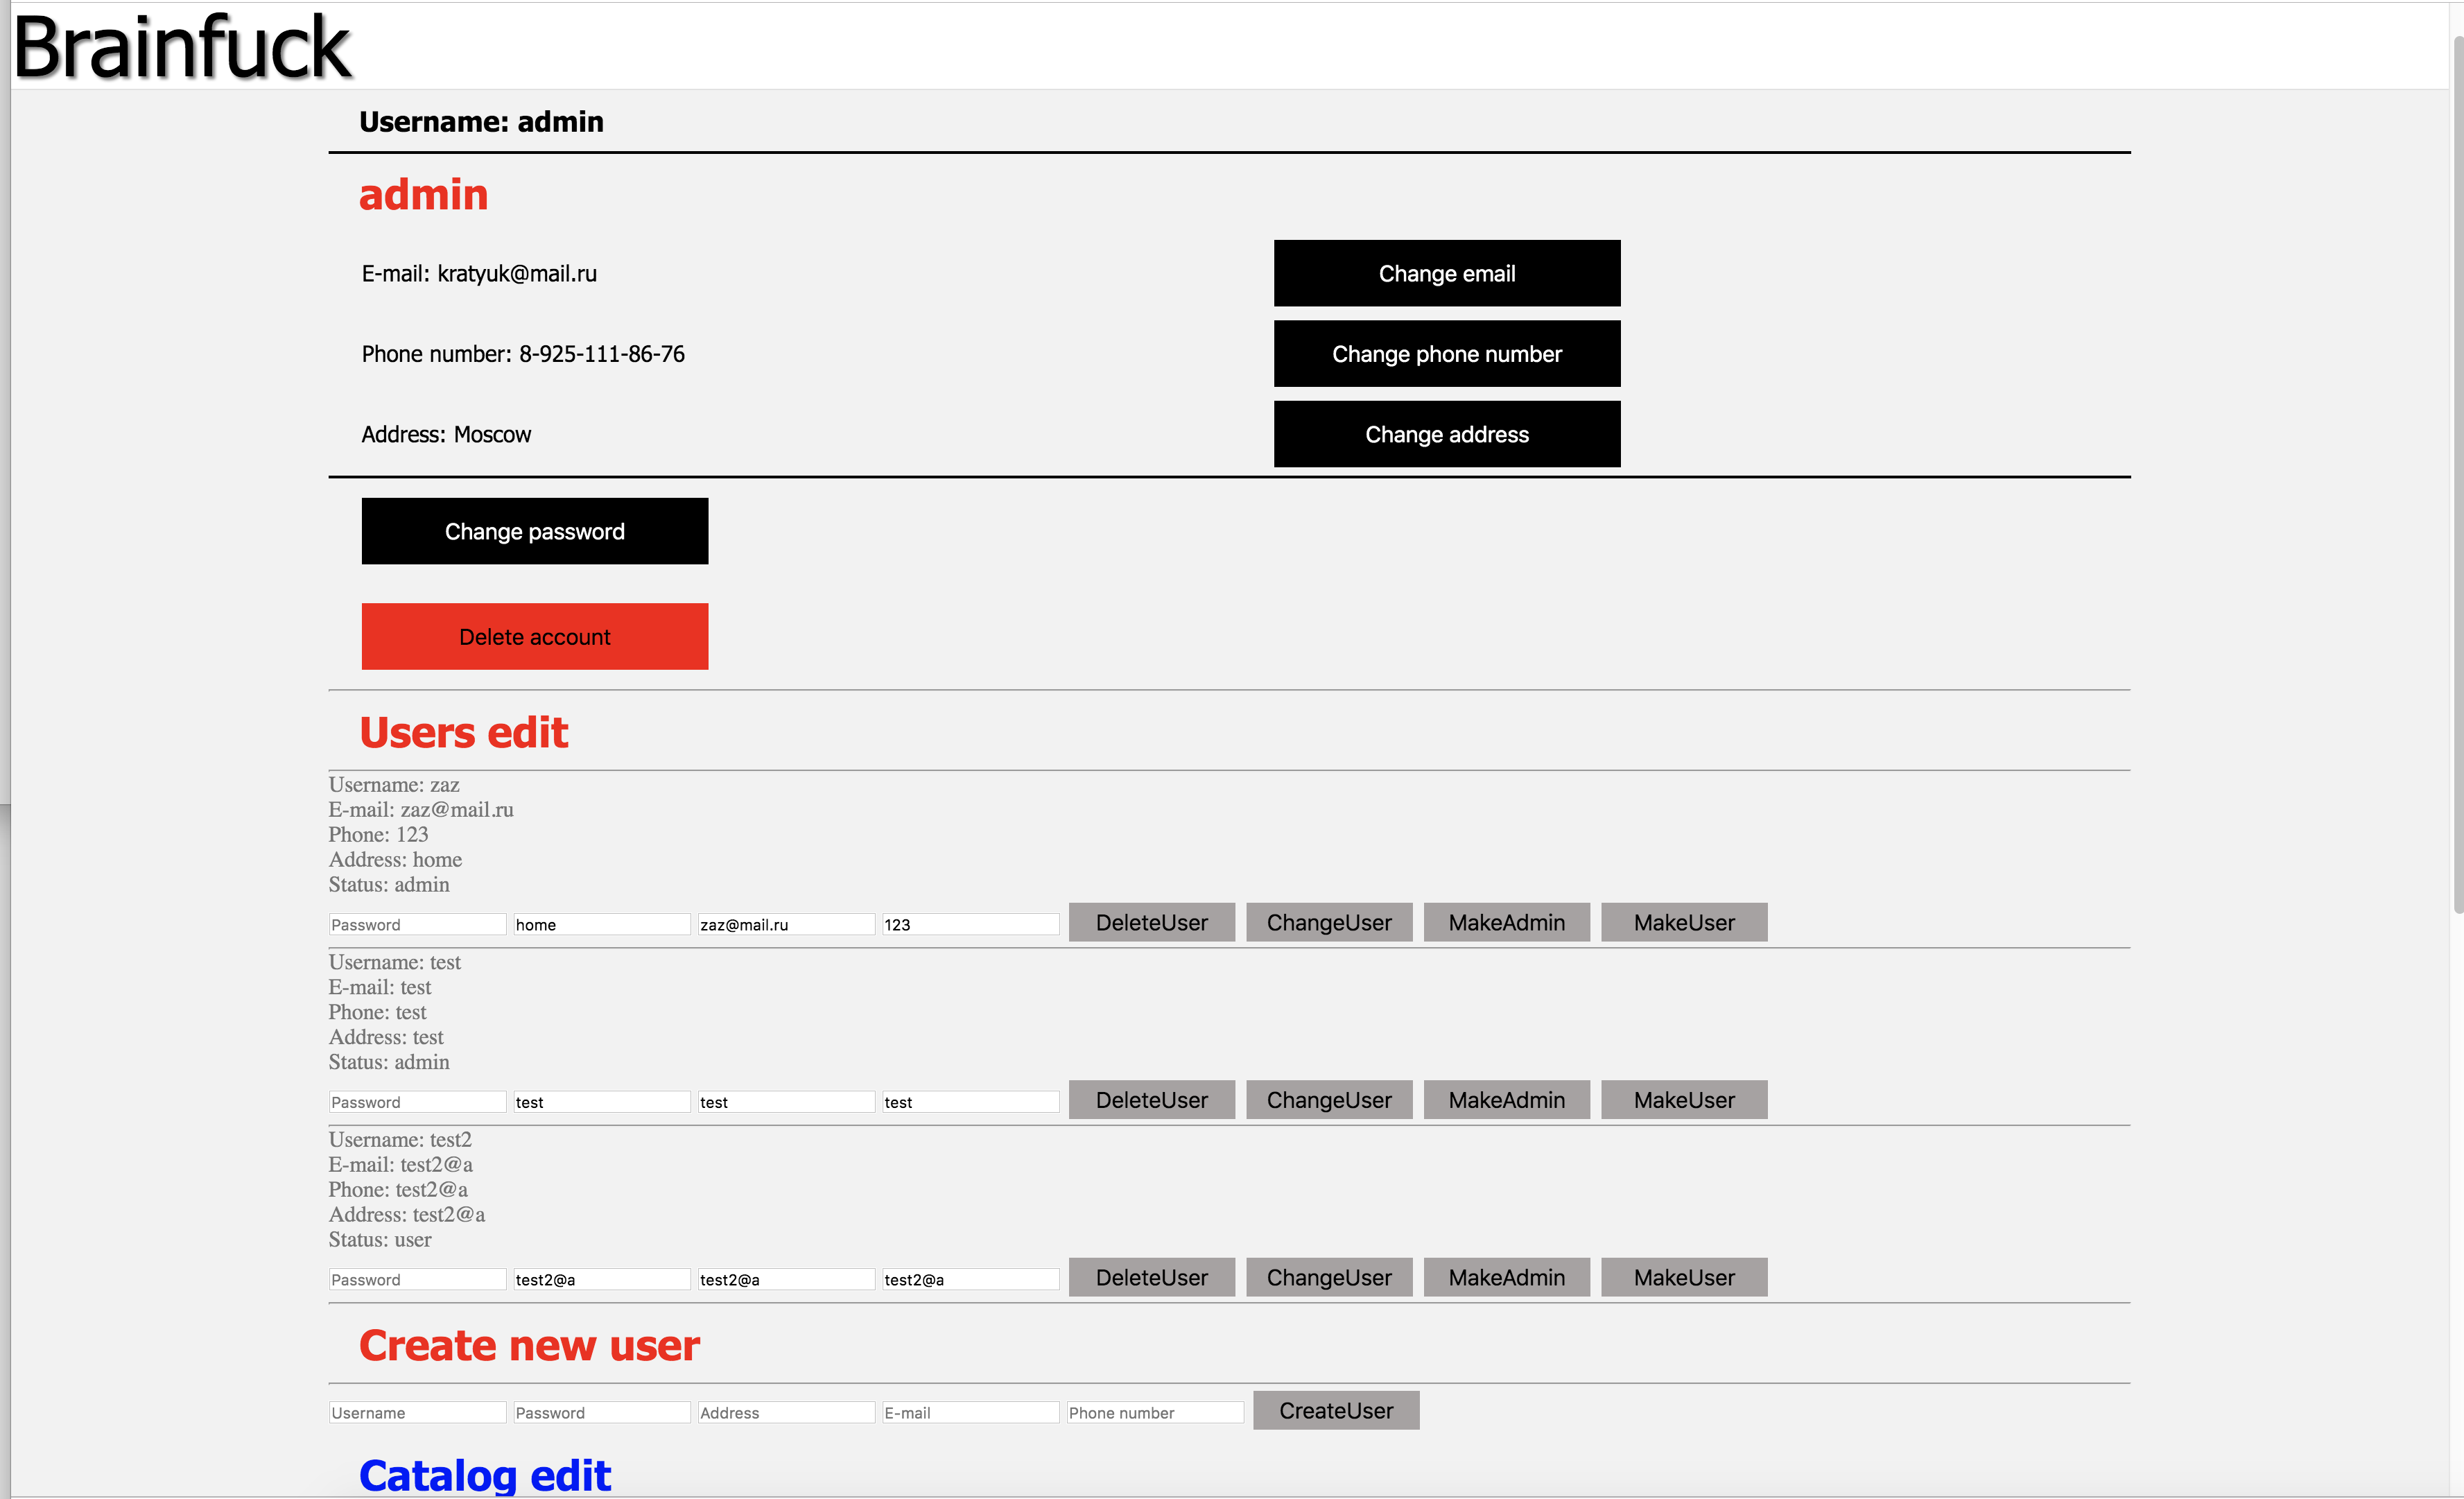 Brainfuck
Username: admin
admin
E-mail: kratyuk@mail.ru
Change email
Phone number: 8-925-111-86-76
Change phone number
Address: Moscow
Change address
Change password
Delete account
Users edit
Username: zaz
E-mail: zaz@mail.ru
Phone: 123
Address: home
Status: admin
Password home zaz@mail.ru 123 DeleteUser ChangeUser MakeAdmin MakeUser
Username: test
E-mail: test
Phone: test
Address: test
Status: admin
Password test test test DeleteUser ChangeUser MakeAdmin MakeUser
Username: test2
E-mail: test2@a
Phone: test2@a
Address: test2@a
Status: user
Password test2@a test2@a test2@a DeleteUser ChangeUser MakeAdmin MakeUser
Create new user
Username Password Address E-mail Phone number CreateUser
Catalog edit